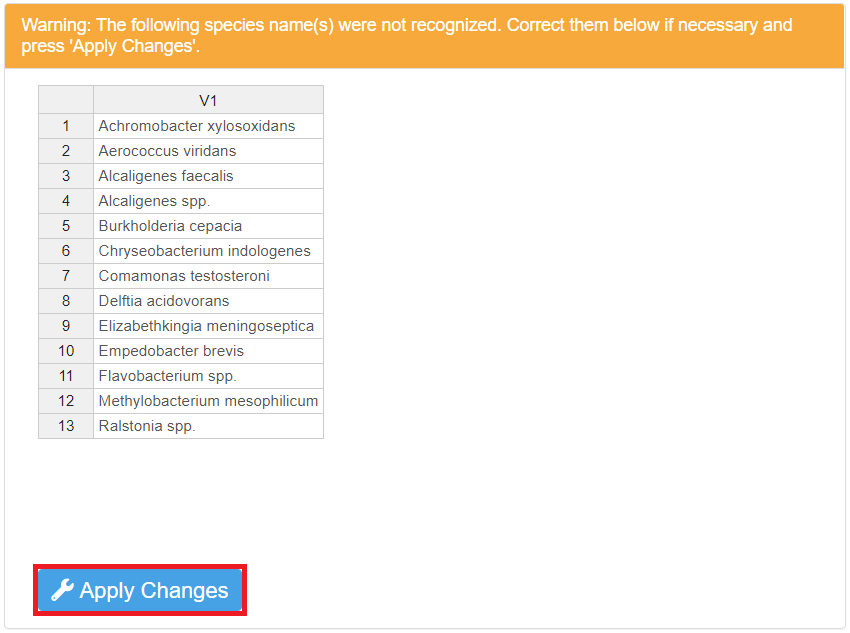 Warning: The following species name(s) were not recognized. Correct them below if necessary and
press 'Apply Changes'.
V1
1 Achromobacter xylosoxidans
2 Aerococcus viridans
3 Alcaligenes faecalis
4 Alcaligenes spp.
5 Burkholderia cepacia
6 Chryseobacterium indologenes
7 Comamonas testosteroni
8 Delftia acidovorans
9 Elizabethkingia meningoseptica
10 Empedobacter brevis
11 Flavobacterium spp.
12 Methylobacterium mesophilicum
13 Ralstonia spp.
Apply Changes